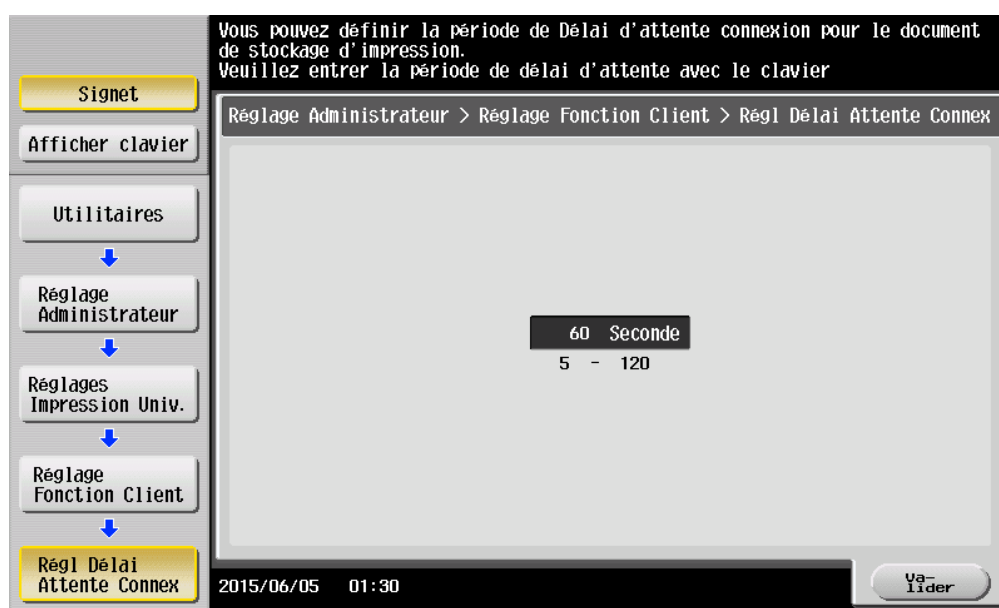 Vous pouvez définir la période de Délai d'attente connexion pour le document
de stockage d'impression.
Veuillez entrer la période de délai d'attente avec le clavier
Signet
Afficher clavier
Utilitaires
Réglage
Administrateur
Réglages
Impression Univ.
Réglage
Fonction Client
Régl Délai
Attente Connex
Réglage Administrateur > Réglage Fonction Client > Régl Délai Attente Connex
60 Seconde
5 - 120
2015/06/05 01:30
Va-
lider